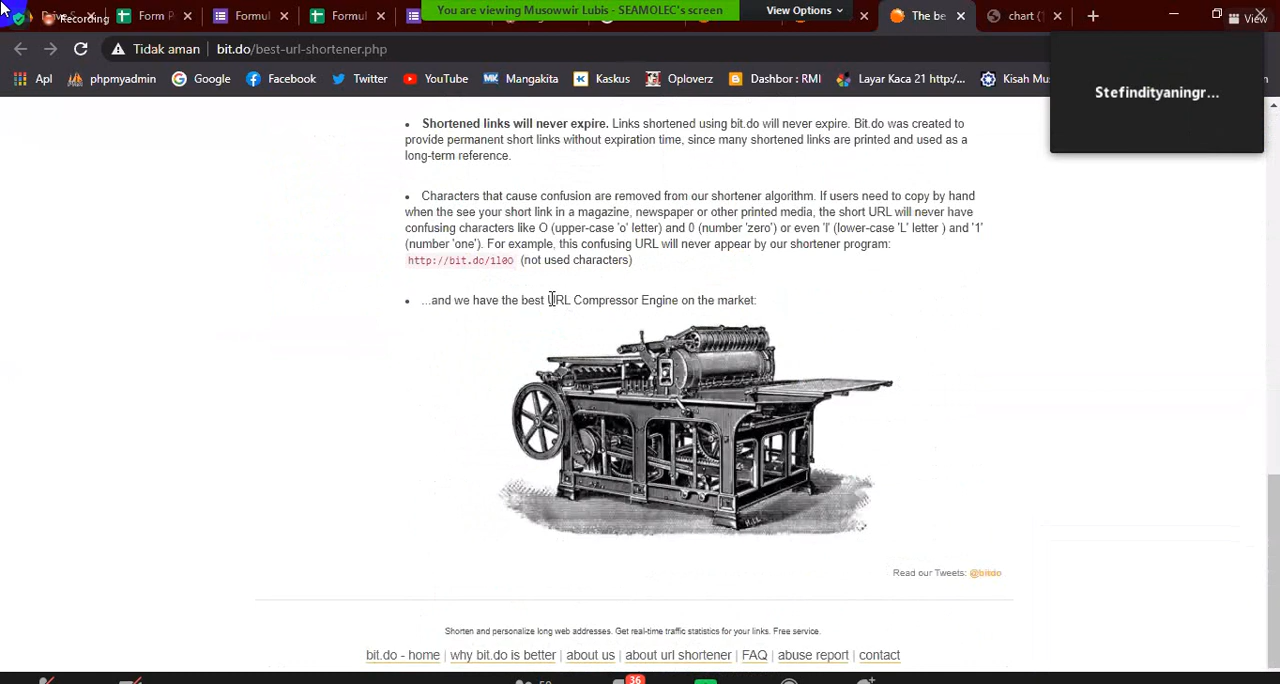 Recording
Form P
Formul
Formul
You are viewing Musowwir Lubis - SEAMOLEC's screen
View Options
The be
chart (
View
Tidak aman
bit.do/best-url-shortener.php
Apl
phpmyadmin
Google
Facebook
Twitter
YouTube
Mangakita
Kaskus
Oploverz
Dashbor : RMI
Layar Kaca 21 http:/...
Kisah Mu
Stefindityaningr...
Shortened links will never expire. Links shortened using bit.do will never expire. Bit.do was created to
provide permanent short links without expiration time, since many shortened links are printed and used as a
long-term reference.
Characters that cause confusion are removed from our shortener algorithm. If users need to copy by hand
when the see your short link in a magazine, newspaper or other printed media, the short URL will never have
confusing characters like O (upper-case 'o' letter) and 0 (number 'zero') or even 'l' (lower-case 'L' letter ) and '1'
(number 'one'). For example, this confusing URL will never appear by our shortener program:
http://bit.do/1l0O (not used characters)
...and we have the best URL Compressor Engine on the market:
Read our Tweets: @bitdo
Shorten and personalize long web addresses. Get real-time traffic statistics for your links. Free service.
bit.do - home | why bit.do is better | about us | about url shortener | FAQ | abuse report | contact
36